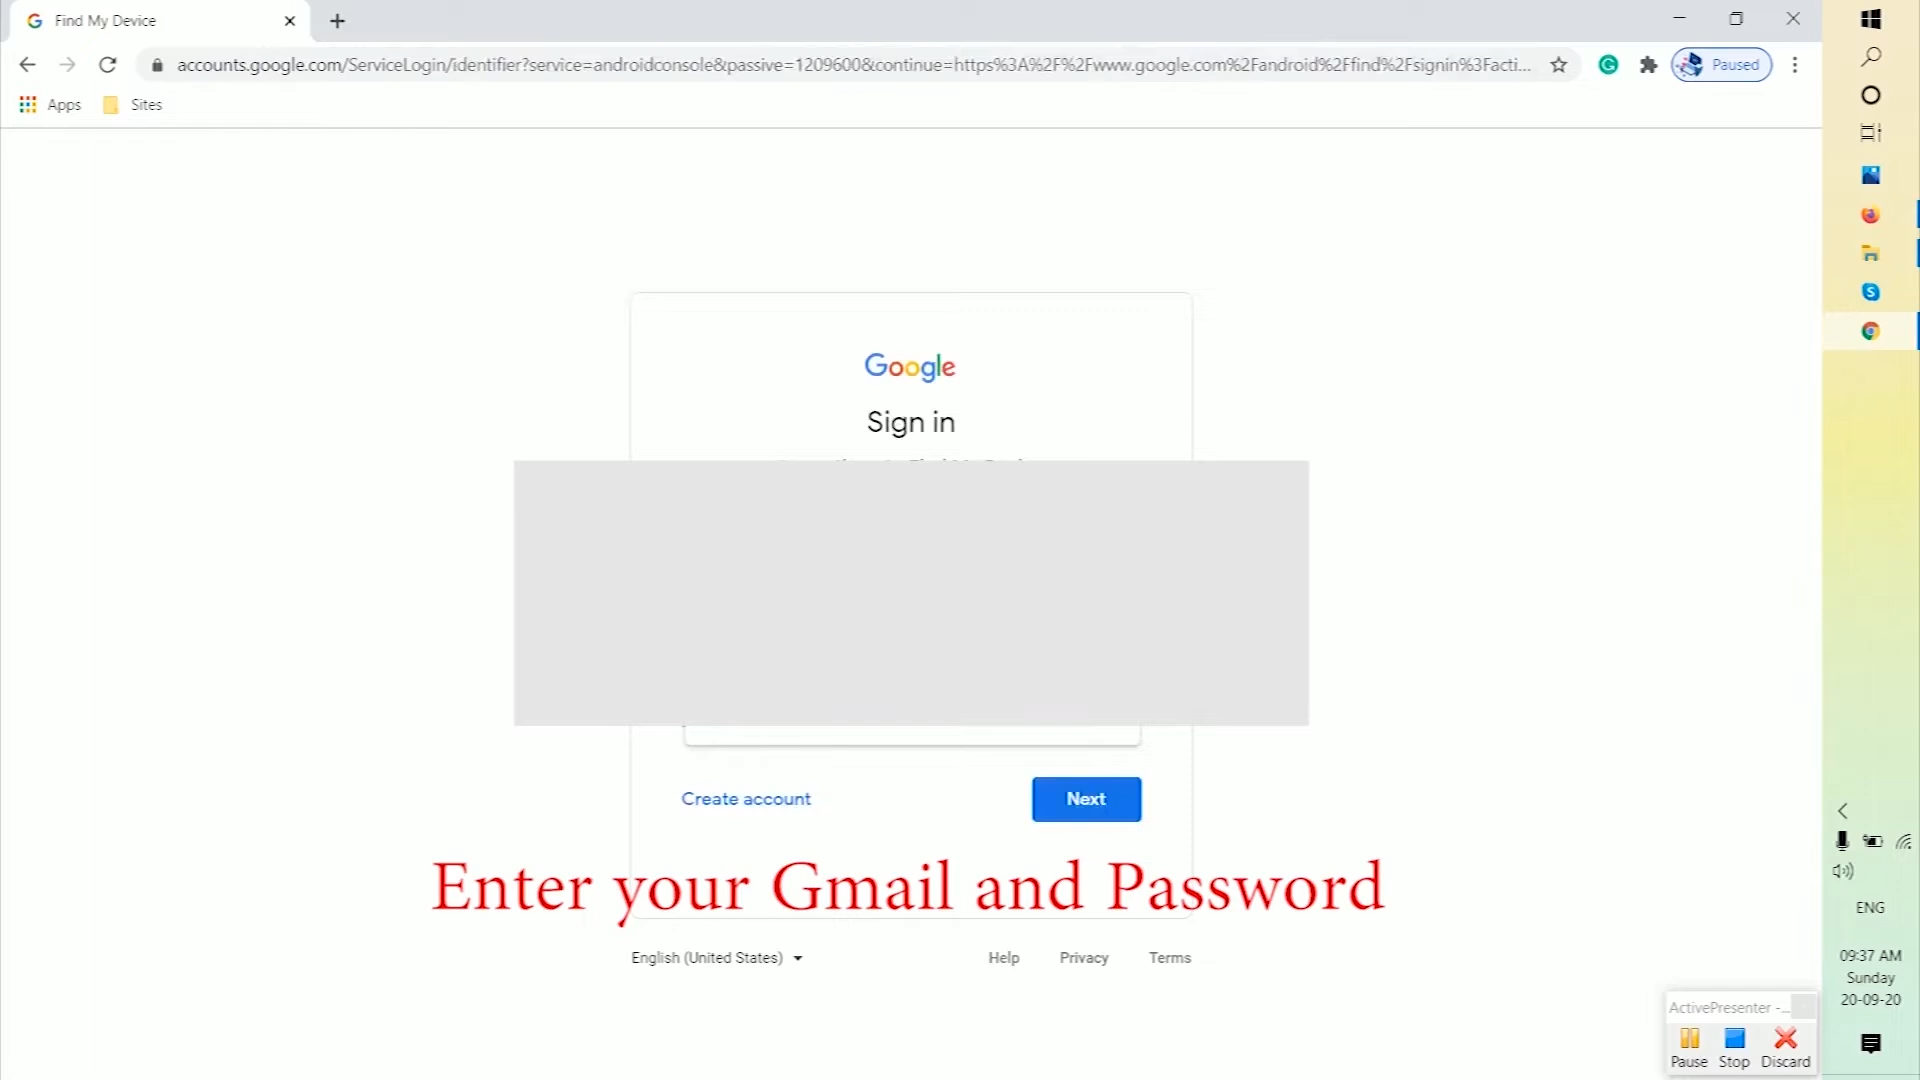 Find My Device
accounts.google.com/ServiceLogin/identifier?service=androidconsole&passive=1209600&continue=https%3A%2F%2Fwww.google.com%2Fandroid%2Ffind%2Fsignin%3Facti...
Paused
Apps
Sites
Google
Sign in
Create account
Next
Enter your Gmail and Password
English (United States)
Help
Privacy
Terms
ENG
09:37 AM
Sunday
20-09-20
ActivePresenter -...
Pause
Stop
Discard